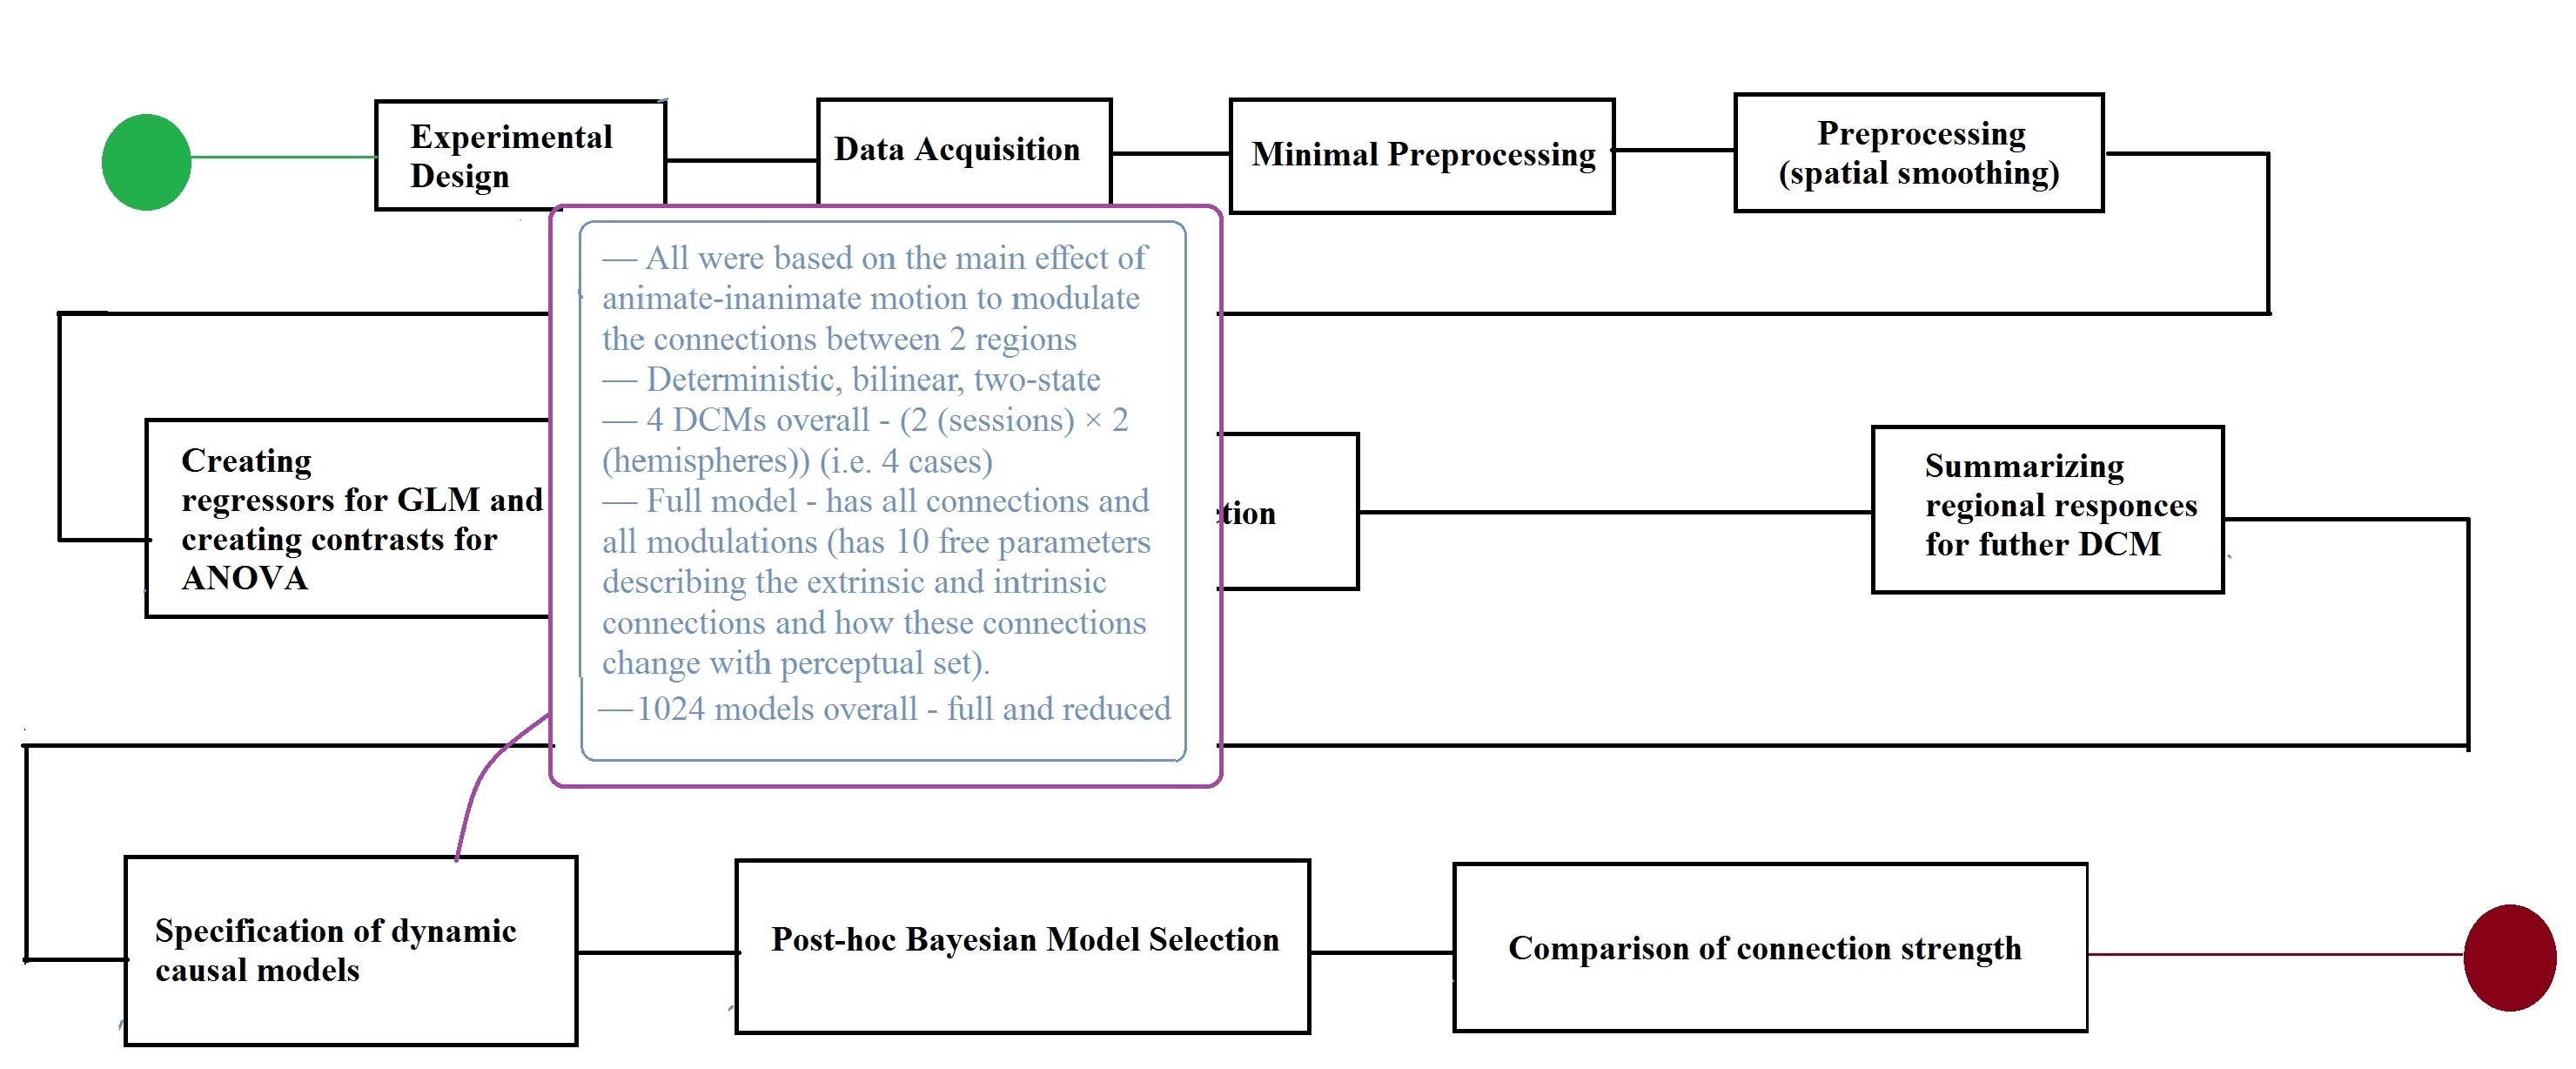 Experimental
Design
Data Acquisition
Minimal Preprocessing
Preprocessing
(spatial smoothing)
— All were based on the main effect of
animate-inanimate motion to modulate
the connections between 2 regions
— Deterministic, bilinear, two-state
— 4 DCMs overall - (2 (sessions) × 2
(hemispheres)) (i.e. 4 cases)
— Full model - has all connections and
all modulations (has 10 free parameters
describing the extrinsic and intrinsic
connections and how these connections
change with perceptual set).
—1024 models overall - full and reduced
Creating
regressors for GLM and
creating contrasts for
ANOVA
Summarizing
regional responces
for futher DCM
Specification of dynamic
causal models
Post-hoc Bayesian Model Selection
Comparison of connection strength